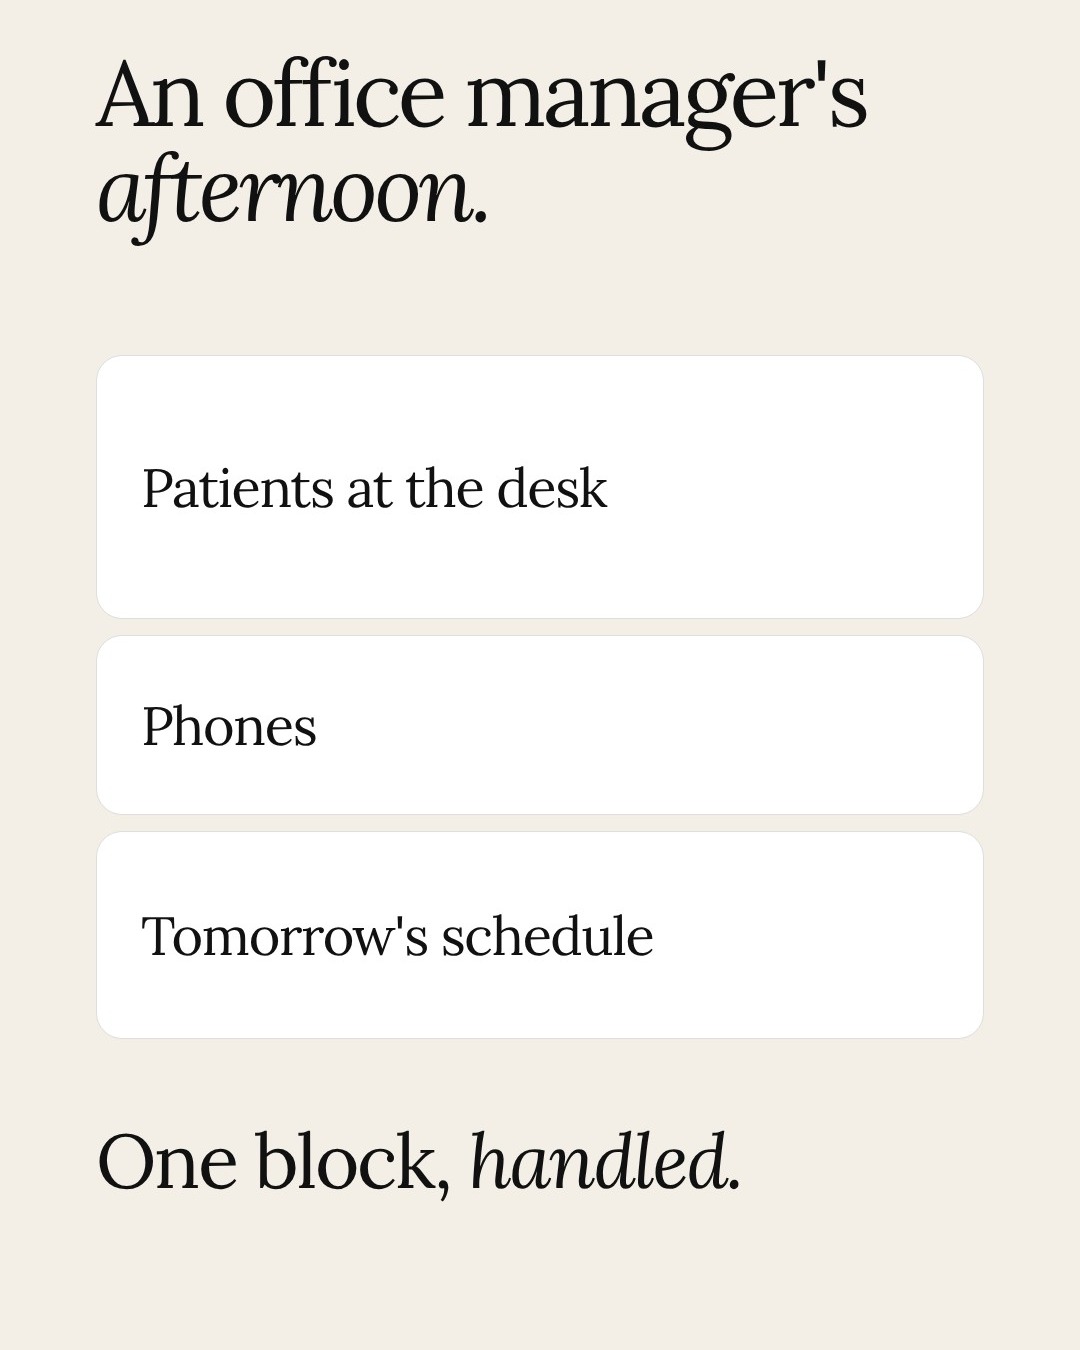 An office manager's
afternoon.
Patients at the desk
Phones
Tomorrow's schedule
One block, handled.